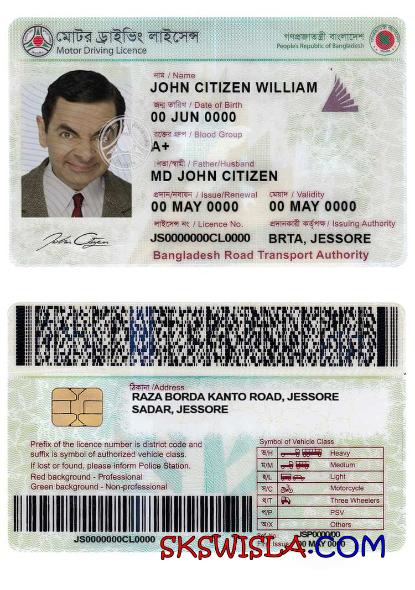 মোটর ড্রাইভিং লাইসেন্স
Motor Driving Licence
গণপ্রজাতন্ত্রী বাংলাদেশ
People's Republic of Bangladesh
নাম / Name
JOHN CITIZEN WILLIAM
জন্ম তারিখ / Date of Birth
00 JUN 0000
রক্তের গ্রুপ / Blood Group
A+
পিতা/স্বামী / Father/Husband
MD JOHN CITIZEN
প্রদান/নবায়ন / Issue/Renewal মেয়াদ / Validity
00 MAY 0000 00 MAY 0000
লাইসেন্স নং / Licence No. প্রদানকারী কর্তৃপক্ষ / Issuing Authority
JS0000000CL0000 BRTA, JESSORE
Bangladesh Road Transport Authority
John Citizen
ঠিকানা /Address
RAZA BORDA KANTO ROAD, JESSORE
SADAR, JESSORE
Prefix of the licence number is district code and
suffix is symbol of authorized vehicle class.
If lost or found, please inform Police Station.
Red background - Professional
Green background - Non-professional
Symbol of Vehicle Class
ভ/H Heavy
ম/M Medium
হ/L Light
স/C Motorcycle
থ/T Three Wheelers
প/P PSV
অ/X Others
Ref No. JSP0000/00
00 MAY 0000
JS0000000CL0000
SKSWISLA.COM